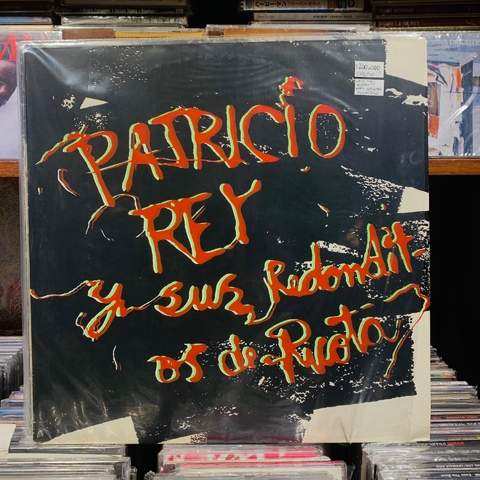 PATRICIO
REY
y sus Redondit-
os de Ricota